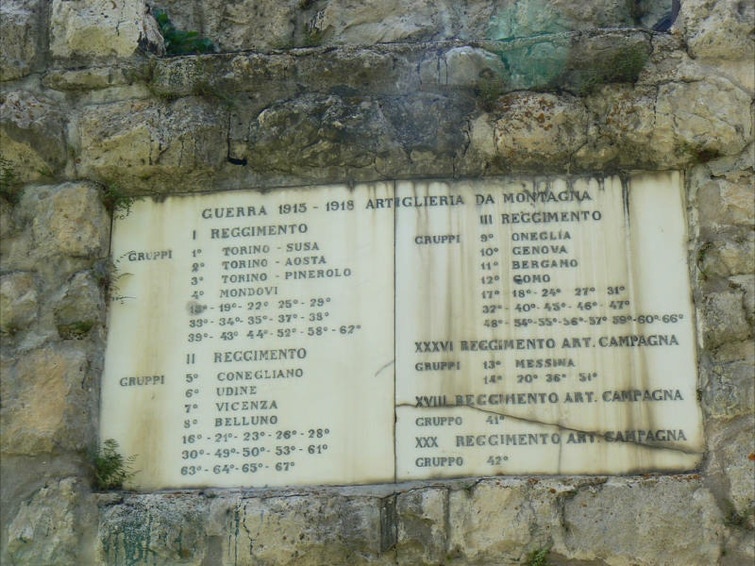 GUERRA 1915 - 1918 ARTIGLIERIA DA MONTAGNA
I REGGIMENTO
GRUPPI 1° TORINO - SUSA
2° TORINO - AOSTA
3° TORINO - PINEROLO
4° MONDOVI
19°- 22° 25°- 29°
33°- 34°- 35°- 37°- 38°
39°- 43° 44°- 52°- 58°- 62°
II REGGIMENTO
GRUPPI 5° CONEGLIANO
6° UDINE
7° VICENZA
8° BELLUNO
16°- 21°- 23°- 26°- 28°
30°- 49°- 50°- 53°- 61°
63°- 64°- 65°- 67°
III REGGIMENTO
GRUPPI 9° ONEGLIA
10° GENOVA
11° BERGAMO
12° COMO
17° 18°- 24° 27° 31°
32° 40°- 45°- 46°- 47°
48°- 54°- 55°- 56°- 57° 59°- 60°- 66°
XXXVI REGGIMENTO ART. CAMPAGNA
GRUPPI 13° MESSINA
14° 20° 36° 51°
XVIII REGGIMENTO ART. CAMPAGNA
GRUPPO 41°
XXX REGGIMENTO ART. CAMPAGNA
GRUPPO 42°